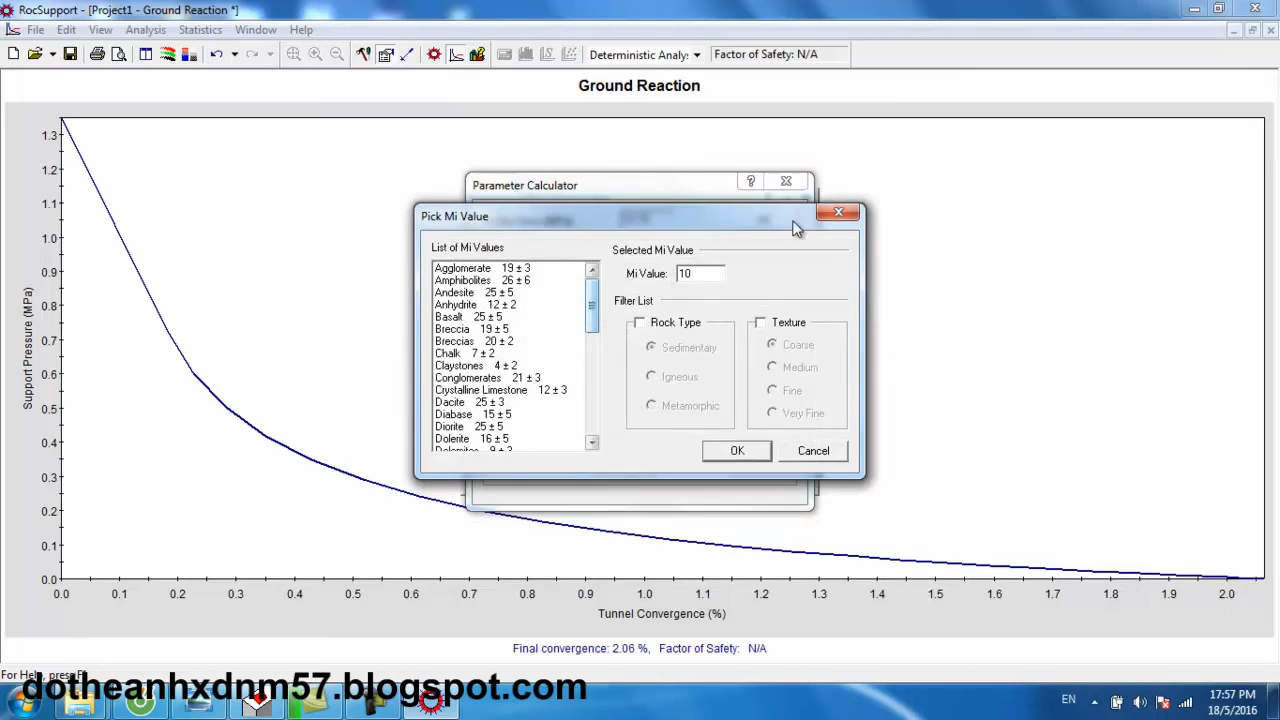 RocSupport - [Project1 - Ground Reaction *]
File Edit View Analysis Statistics Window Help
Deterministic Analy: Factor of Safety: N/A
Ground Reaction
Parameter Calculator
Pick Mi Value
List of Mi Values
Agglomerate 19 ± 3
Amphibolites 26 ± 6
Andesite 25 ± 5
Anhydrite 12 ± 2
Basalt 25 ± 5
Breccia 19 ± 5
Breccias 20 ± 2
Chalk 7 ± 2
Claystones 4 ± 2
Conglomerates 21 ± 3
Crystalline Limestone 12 ± 3
Dacite 25 ± 3
Diabase 15 ± 5
Diorite 25 ± 5
Dolerite 16 ± 5
Dolomites 9 ± 3
Selected Mi Value
Mi Value: 10
Filter List
Rock Type
Sedimentary
Igneous
Metamorphic
Texture
Coarse
Medium
Fine
Very Fine
OK Cancel
Support Pressure (MPa)
1.3
1.2
1.1
1.0
0.9
0.8
0.7
0.6
0.5
0.4
0.3
0.2
0.1
0.0
0.0 0.1 0.2 0.3 0.4 0.5 0.6 0.7 0.8 0.9 1.0 1.1 1.2 1.3 1.4 1.5 1.6 1.7 1.8 1.9 2.0
Tunnel Convergence (%)
Final convergence: 2.06 %, Factor of Safety: N/A
For Help, press F
dotheanhxdnm57.blogspot.com
EN
17:57 PM
18/5/2016